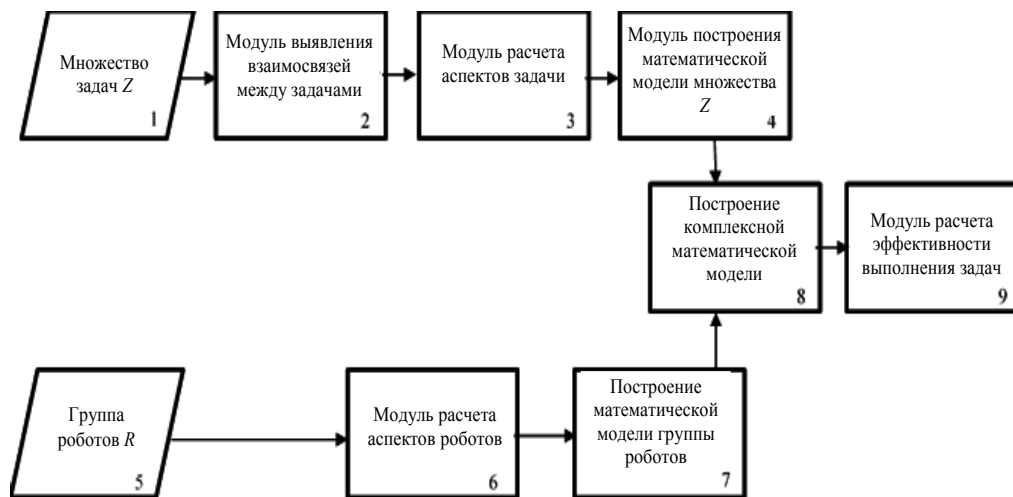 Множество
задач Z
1
Модуль выявления
взаимосвязей
между задачами
2
Модуль расчета
аспектов задачи
3
Модуль построения
математической
модели множества
Z
4
Построение
комплексной
математической
модели
8
Модуль расчета
эффективности
выполнения задач
9
Группа
роботов R
5
Модуль расчета
аспектов роботов
6
Построение
математической
модели группы
роботов
7